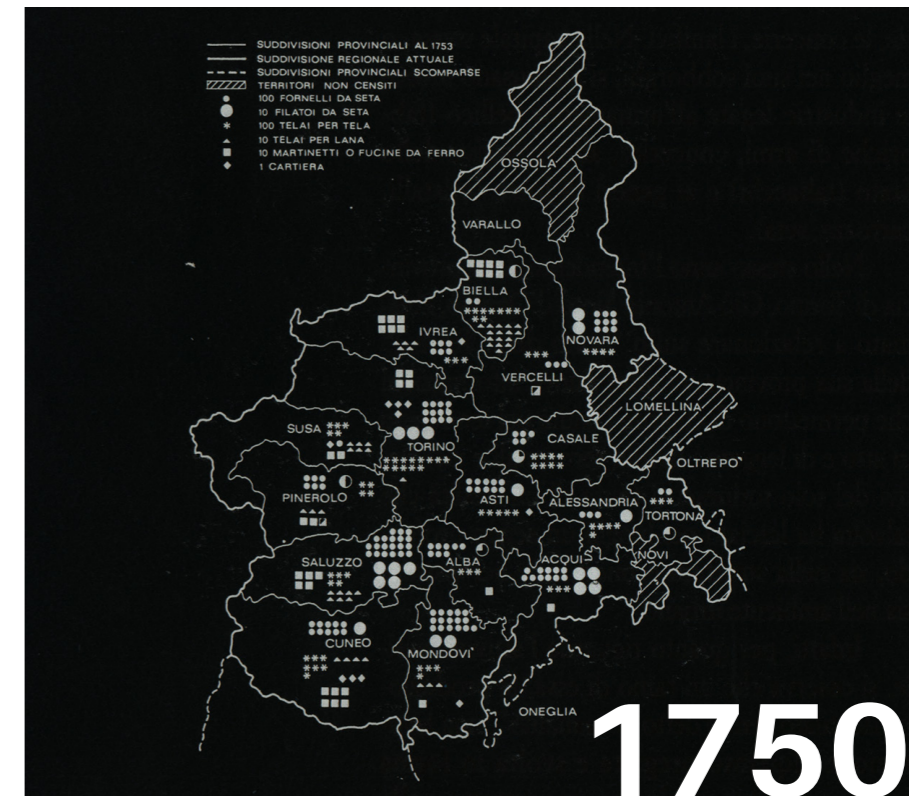 SUDDIVISIONI PROVINCIALI AL 1753
SUDDIVISIONE REGIONALE ATTUALE
SUDDIVISIONI PROVINCIALI SCOMPARSE
TERRITORI NON CENSITI
100 FORNELLI DA SETA
10 FILATOI DA SETA
100 TELAI PER TELA
10 TELAI PER LANA
10 MARTINETTI O FUCINE DA FERRO
1 CARTIERA
OSSOLA
VARALLO
BIELLA
IVREA
NOVARA
VERCELLI
LOMELLINA
SUSA
TORINO
CASALE
OLTREPO'
PINEROLO
ASTI
ALESSANDRIA
TORTONA
NOVI
SALUZZO
ALBA
ACQUI
CUNEO
MONDOVI'
ONEGLIA
1750